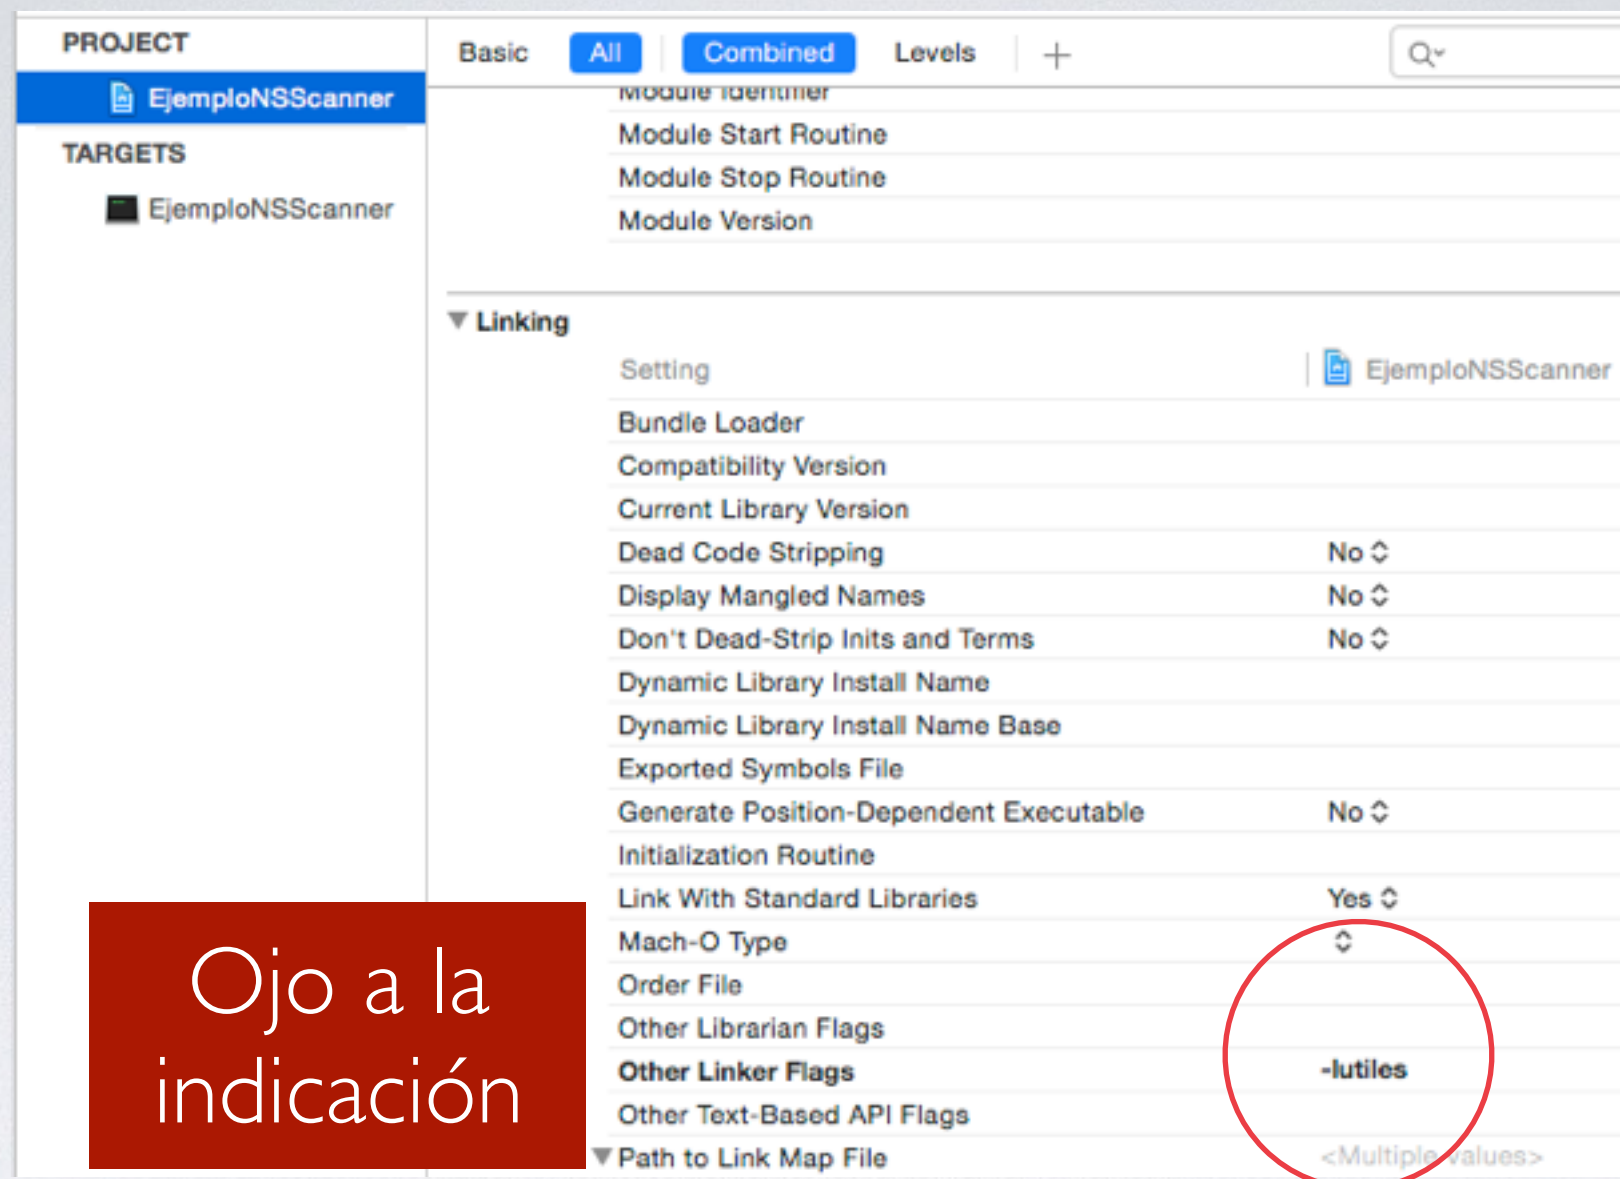 PROJECT
EjemploNSScanner
TARGETS
EjemploNSScanner
Basic All Combined Levels +
Module Identifier
Module Start Routine
Module Stop Routine
Module Version
Linking
Setting EjemploNSScanner
Bundle Loader
Compatibility Version
Current Library Version
Dead Code Stripping No
Display Mangled Names No
Don't Dead-Strip Inits and Terms No
Dynamic Library Install Name
Dynamic Library Install Name Base
Exported Symbols File
Generate Position-Dependent Executable No
Initialization Routine
Link With Standard Libraries Yes
Mach-O Type
Order File
Other Librarian Flags
Other Linker Flags -lutiles
Other Text-Based API Flags
Path to Link Map File <Multiple values>
Ojo a la
indicación